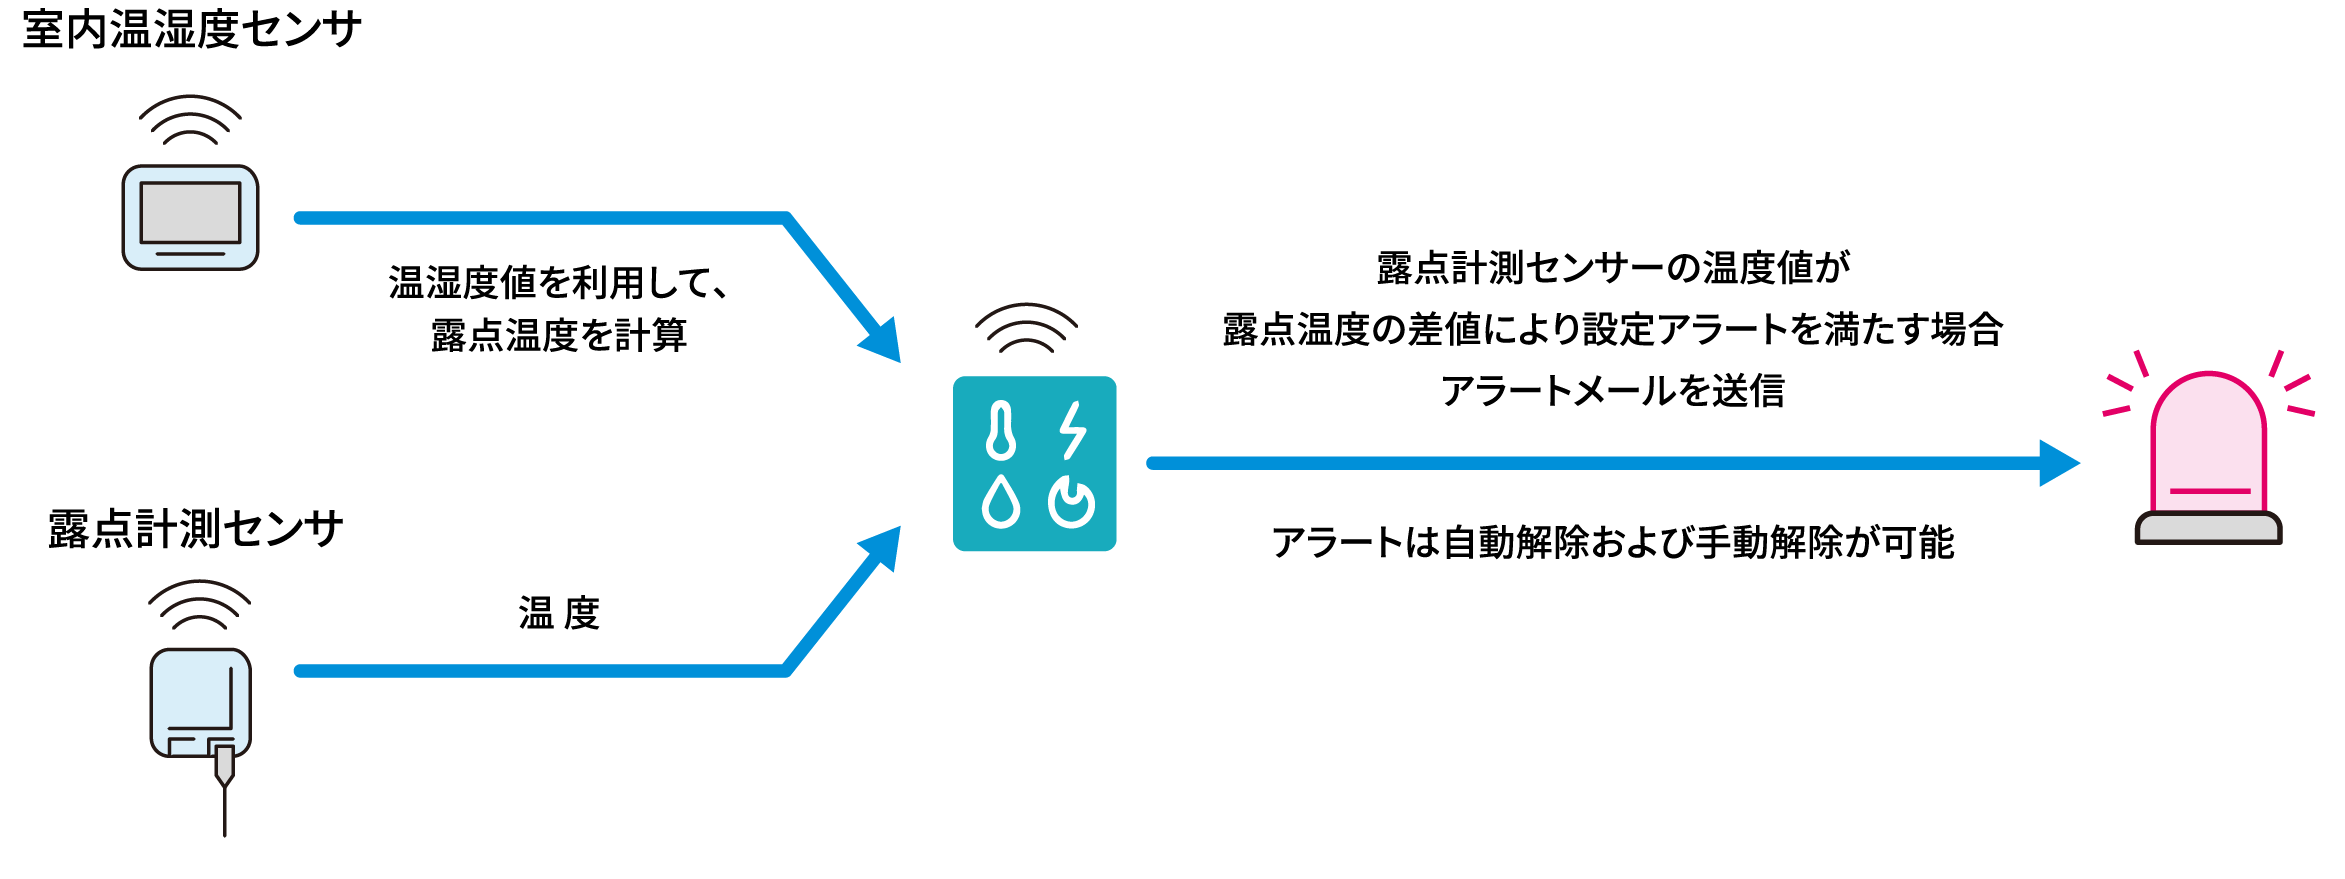 室内温湿度センサ
温湿度値を利用して、
露点温度を計算
露点計測センサーの温度値が
露点温度の差値により設定アラートを満たす場合
アラートメールを送信
アラートは自動解除および手動解除が可能
露点計測センサ
温 度